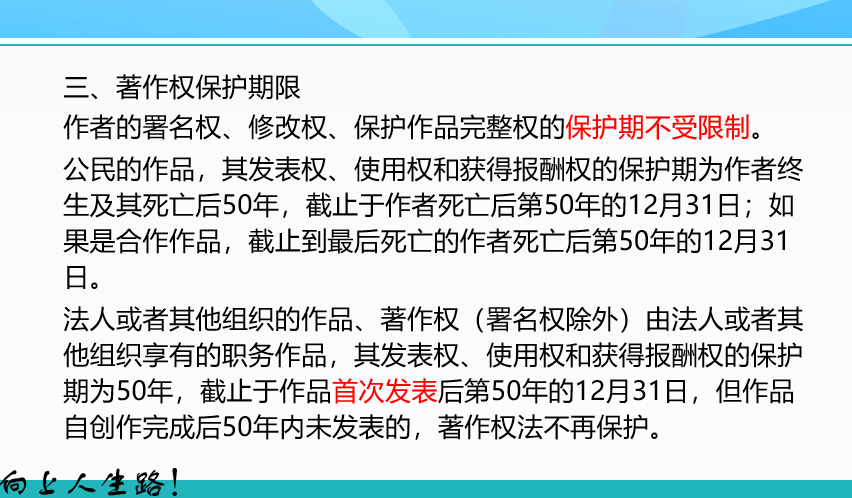 三、著作权保护期限
作者的署名权、修改权、保护作品完整权的保护期不受限制。
公民的作品，其发表权、使用权和获得报酬权的保护期为作者终
生及其死亡后50年，截止于作者死亡后第50年的12月31日；如
果是合作作品，截止到最后死亡的作者死亡后第50年的12月31
日。
法人或者其他组织的作品、著作权（署名权除外）由法人或者其
他组织享有的职务作品，其发表权、使用权和获得报酬权的保护
期为50年，截止于作品首次发表后第50年的12月31日，但作品
自创作完成后50年内未发表的，著作权法不再保护。
向上人生路！